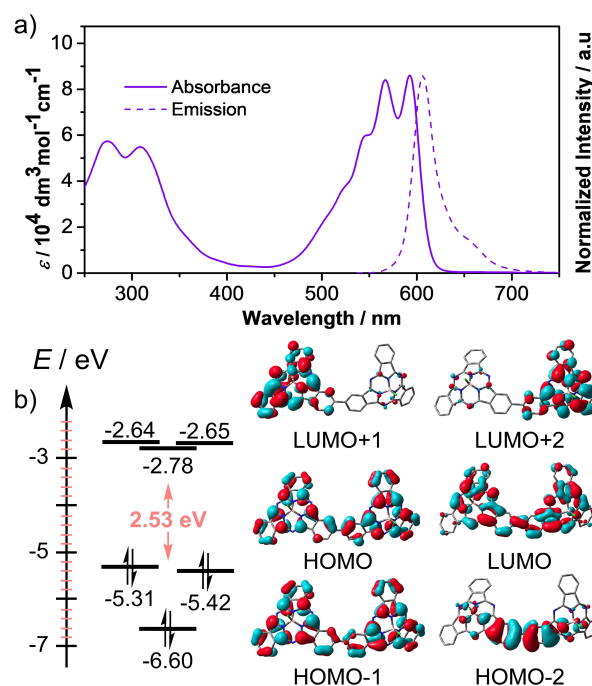 a)
10
8
6
4
2
0
ε / 10⁴ dm³mol⁻¹cm⁻¹
Absorbance
Emission
Normalized Intensity / a.u
300 400 500 600 700
Wavelength / nm
b)
E / eV
-3
-5
-7
-2.64 -2.65
-2.78
2.53 eV
-5.31 -5.42
-6.60
LUMO+1 LUMO+2
HOMO LUMO
HOMO-1 HOMO-2